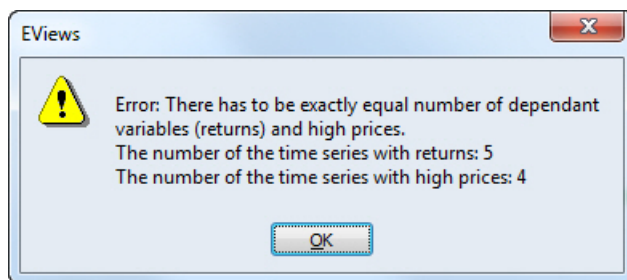 EViews
Error: There has to be exactly equal number of dependant
variables (returns) and high prices.
The number of the time series with returns: 5
The number of the time series with high prices: 4
OK